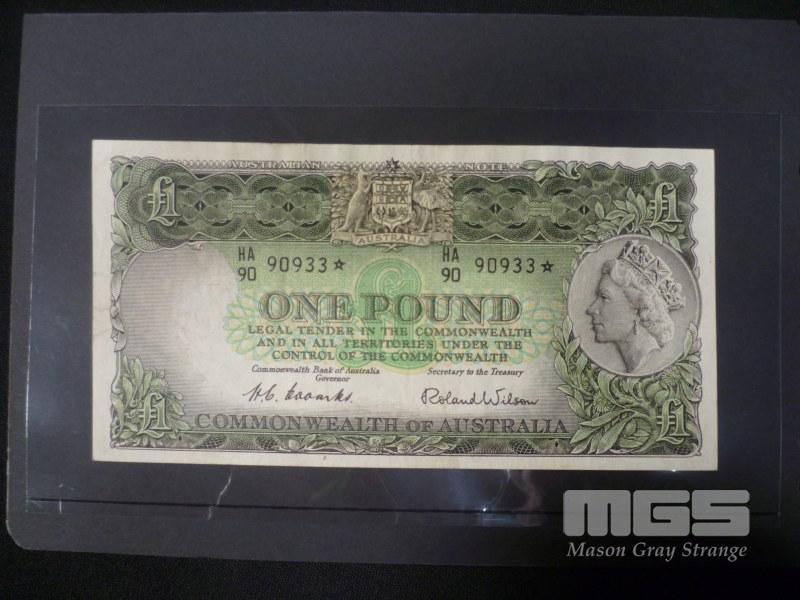 AUSTRALIAN NOTE
£1 £1
AUSTRALIA
HA 90 90933☆ HA 90 90933☆
ONE POUND
LEGAL TENDER IN THE COMMONWEALTH
AND IN ALL TERRITORIES UNDER THE
CONTROL OF THE COMMONWEALTH
Commonwealth Bank of Australia Secretary to the Treasury
Governor
Roland Wilson
£1 £1
COMMONWEALTH OF AUSTRALIA
MGS
Mason Gray Strange